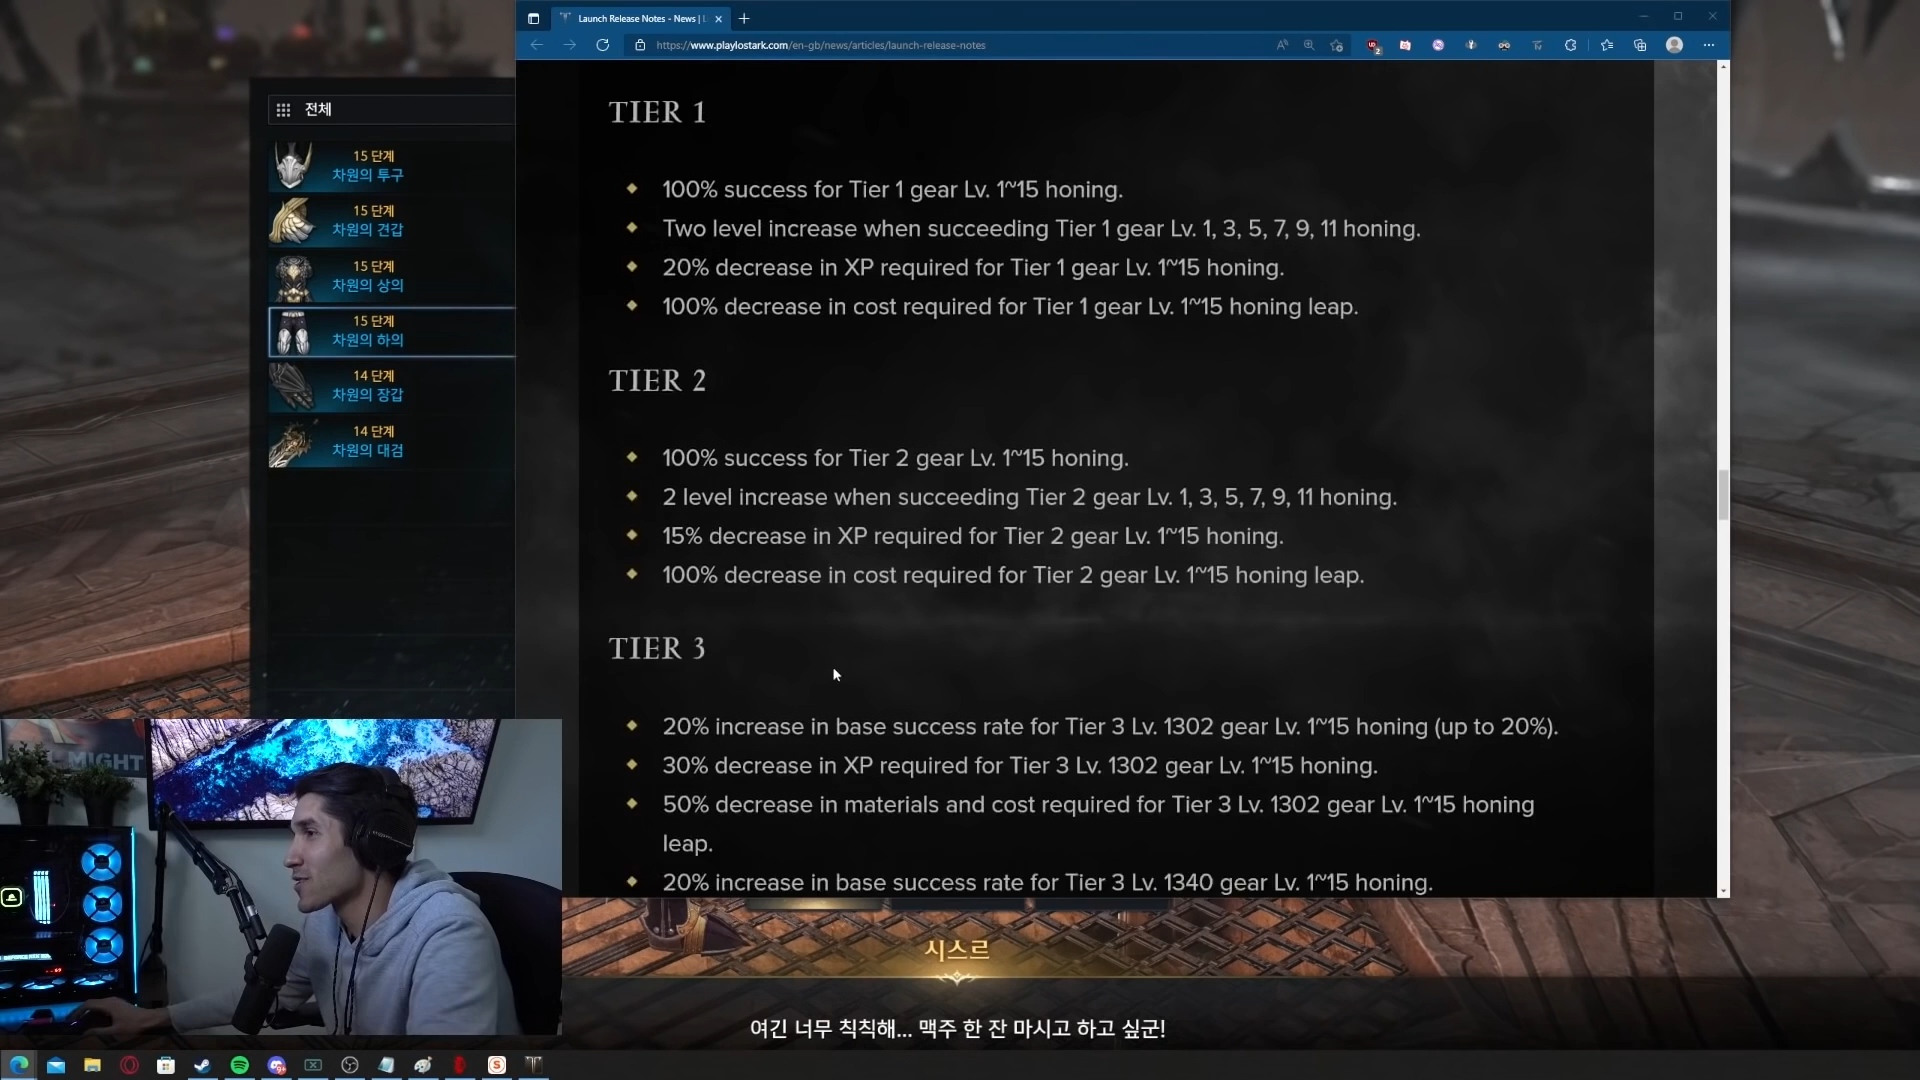 Launch Release Notes - News | L
https://www.playlostark.com/en-gb/news/articles/launch-release-notes
전체
15 단계
차원의 투구
15 단계
차원의 견갑
15 단계
차원의 상의
15 단계
차원의 하의
14 단계
차원의 장갑
14 단계
차원의 대검
TIER 1
100% success for Tier 1 gear Lv. 1~15 honing.
Two level increase when succeeding Tier 1 gear Lv. 1, 3, 5, 7, 9, 11 honing.
20% decrease in XP required for Tier 1 gear Lv. 1~15 honing.
100% decrease in cost required for Tier 1 gear Lv. 1~15 honing leap.
TIER 2
100% success for Tier 2 gear Lv. 1~15 honing.
2 level increase when succeeding Tier 2 gear Lv. 1, 3, 5, 7, 9, 11 honing.
15% decrease in XP required for Tier 2 gear Lv. 1~15 honing.
100% decrease in cost required for Tier 2 gear Lv. 1~15 honing leap.
TIER 3
20% increase in base success rate for Tier 3 Lv. 1302 gear Lv. 1~15 honing (up to 20%).
30% decrease in XP required for Tier 3 Lv. 1302 gear Lv. 1~15 honing.
50% decrease in materials and cost required for Tier 3 Lv. 1302 gear Lv. 1~15 honing
leap.
20% increase in base success rate for Tier 3 Lv. 1340 gear Lv. 1~15 honing.
MIGHT
시스르
여긴 너무 칙칙해... 맥주 한 잔 마시고 하고 싶군!